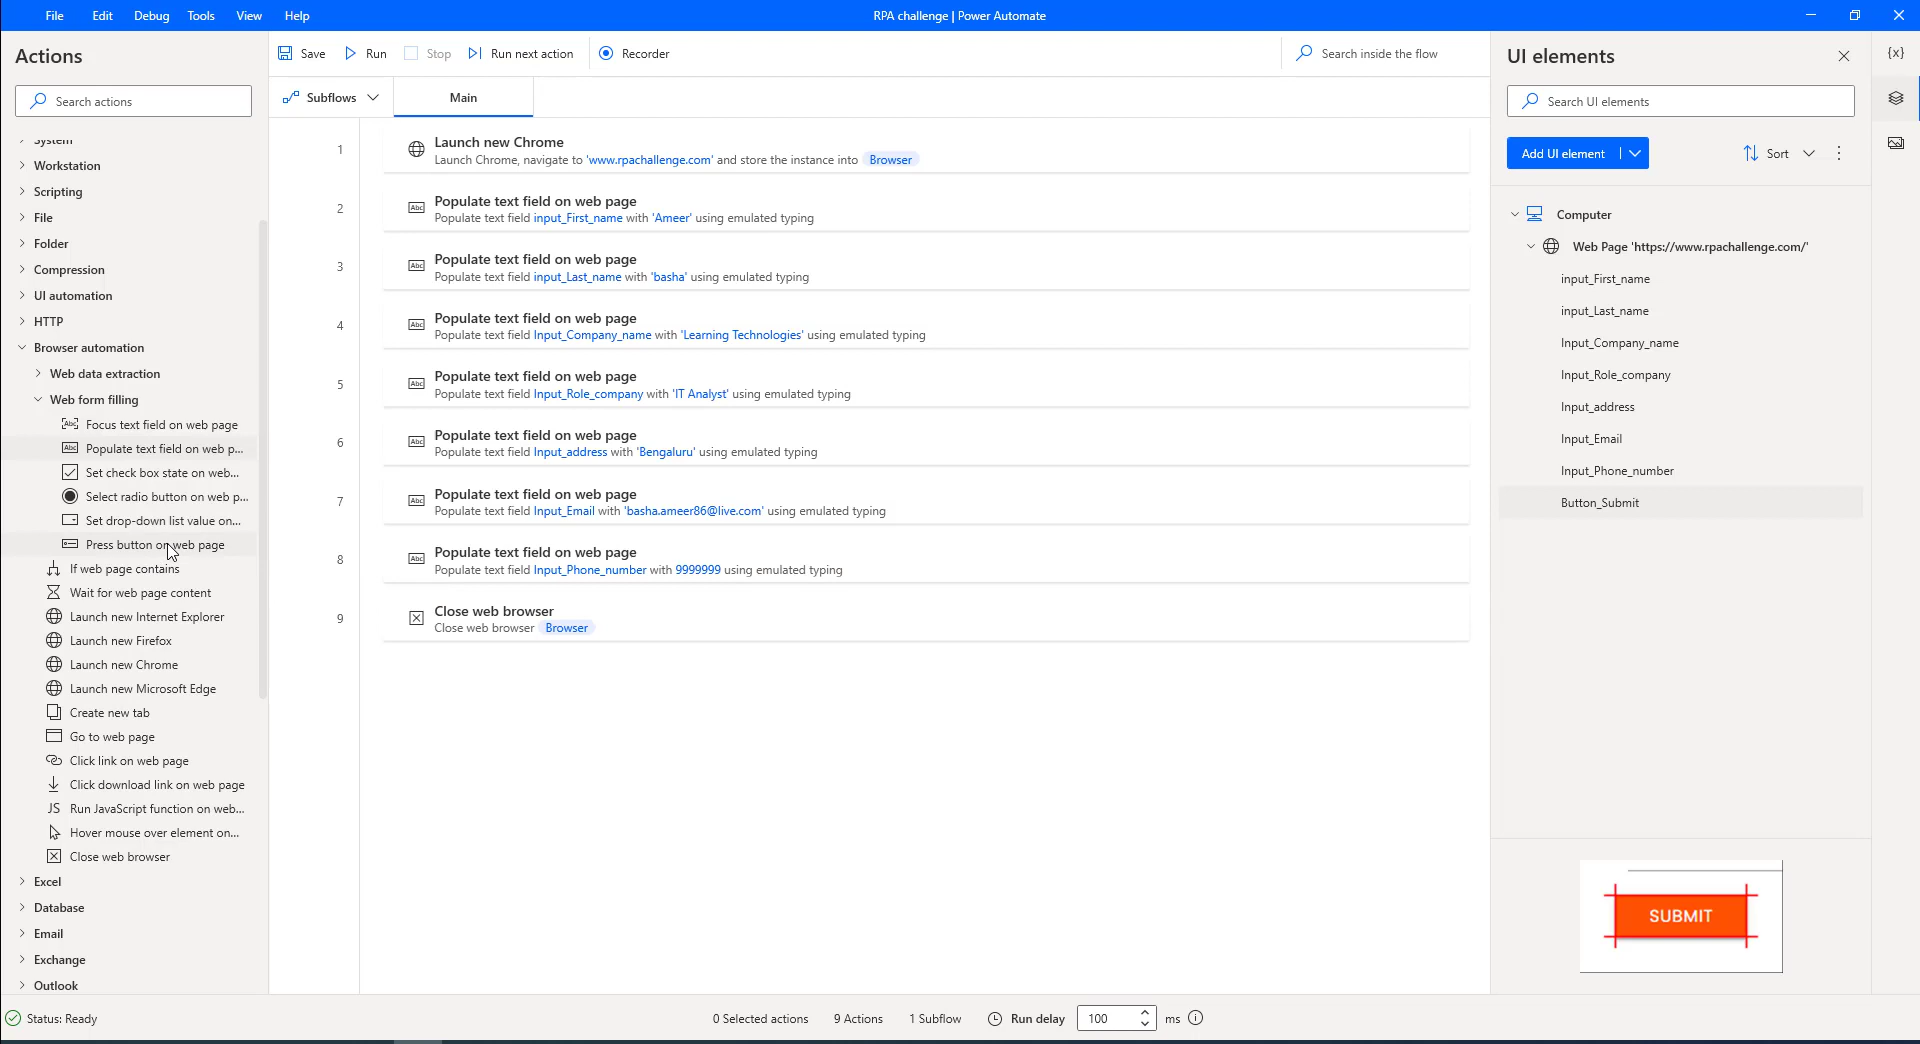 File Edit Debug Tools View Help
RPA challenge | Power Automate
Actions
Search actions
System
Workstation
Scripting
File
Folder
Compression
UI automation
HTTP
Browser automation
Web data extraction
Web form filling
Focus text field on web page
Populate text field on web p...
Set check box state on web...
Select radio button on web p...
Set drop-down list value on...
Press button on web page
If web page contains
Wait for web page content
Launch new Internet Explorer
Launch new Firefox
Launch new Chrome
Launch new Microsoft Edge
Create new tab
Go to web page
Click link on web page
Click download link on web page
JS Run JavaScript function on web...
Hover mouse over element on...
Close web browser
Excel
Database
Email
Exchange
Outlook
Save Run Stop Run next action Recorder
Search inside the flow
Subflows Main
1 Launch new Chrome
Launch Chrome, navigate to 'www.rpachallenge.com' and store the instance into Browser
2 Populate text field on web page
Populate text field input_First_name with 'Ameer' using emulated typing
3 Populate text field on web page
Populate text field input_Last_name with 'basha' using emulated typing
4 Populate text field on web page
Populate text field Input_Company_name with 'Learning Technologies' using emulated typing
5 Populate text field on web page
Populate text field Input_Role_company with 'IT Analyst' using emulated typing
6 Populate text field on web page
Populate text field Input_address with 'Bengaluru' using emulated typing
7 Populate text field on web page
Populate text field Input_Email with 'basha.ameer86@live.com' using emulated typing
8 Populate text field on web page
Populate text field Input_Phone_number with 9999999 using emulated typing
9 Close web browser
Close web browser Browser
UI elements
{x}
Search UI elements
Add UI element
Sort
Computer
Web Page 'https://www.rpachallenge.com/'
input_First_name
input_Last_name
Input_Company_name
Input_Role_company
Input_address
Input_Email
Input_Phone_number
Button_Submit
SUBMIT
Status: Ready
0 Selected actions 9 Actions 1 Subflow Run delay 100 ms